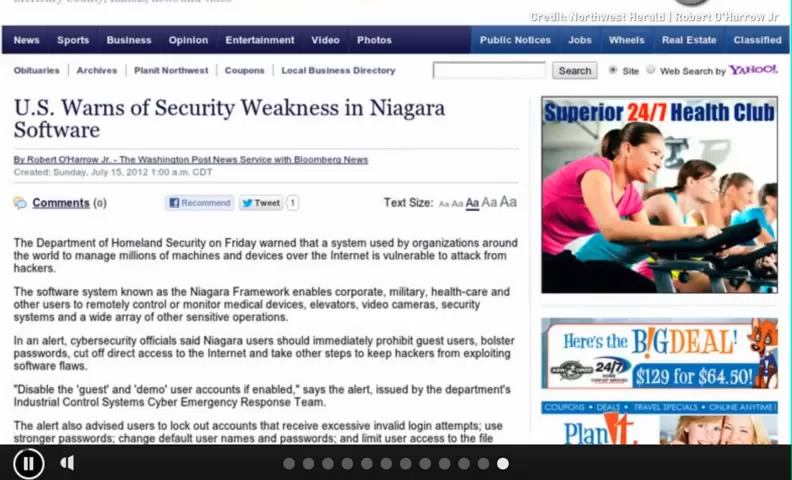 Credit: Northwest Herald | Robert O'Harrow Jr
News Sports Business Opinion Entertainment Video Photos Public Notices Jobs Wheels Real Estate Classified
Obituaries Archives Planit Northwest Coupons Local Business Directory Search Site Web Search by YAHOO!
U.S. Warns of Security Weakness in Niagara
Software
By Robert O'Harrow Jr. - The Washington Post News Service with Bloomberg News
Created: Sunday, July 15, 2012 1:00 a.m. CDT
Comments (0) Recommend Tweet 1 Text Size: Aa Aa Aa Aa Aa
The Department of Homeland Security on Friday warned that a system used by organizations around
the world to manage millions of machines and devices over the Internet is vulnerable to attack from
hackers.
The software system known as the Niagara Framework enables corporate, military, health-care and
other users to remotely control or monitor medical devices, elevators, video cameras, security
systems and a wide array of other sensitive operations.
In an alert, cybersecurity officials said Niagara users should immediately prohibit guest users, bolster
passwords, cut off direct access to the Internet and take other steps to keep hackers from exploiting
software flaws.
"Disable the 'guest' and 'demo' user accounts if enabled," says the alert, issued by the department's
Industrial Control Systems Cyber Emergency Response Team.
The alert also advised users to lock out accounts that receive excessive invalid login attempts; use
stronger passwords; change default user names and passwords; and limit user access to the file
Superior 24/7 Health Club
Here's the BIG DEAL!
24/7
$129 for $64.50!
COUPONS • DEALS • TRAVEL SPECIALS • ONLINE ANYTIME!
Plan it